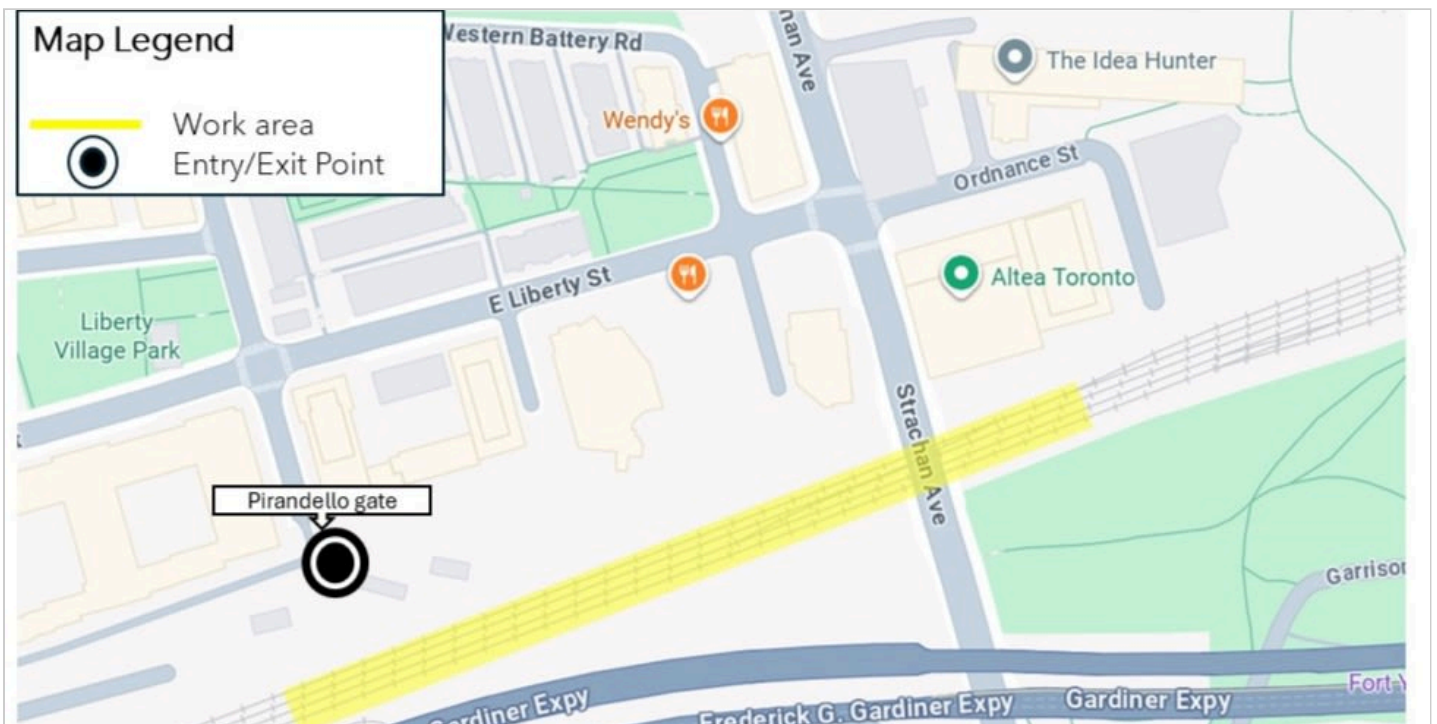 Map Legend
Work area
Entry/Exit Point
Western Battery Rd
The Idea Hunter
Wendy's
Ordnance St
Altea Toronto
E Liberty St
Liberty
Village Park
Strachan Ave
Pirandello gate
Gardiner Expy
Frederick G. Gardiner Expy
Gardiner Expy